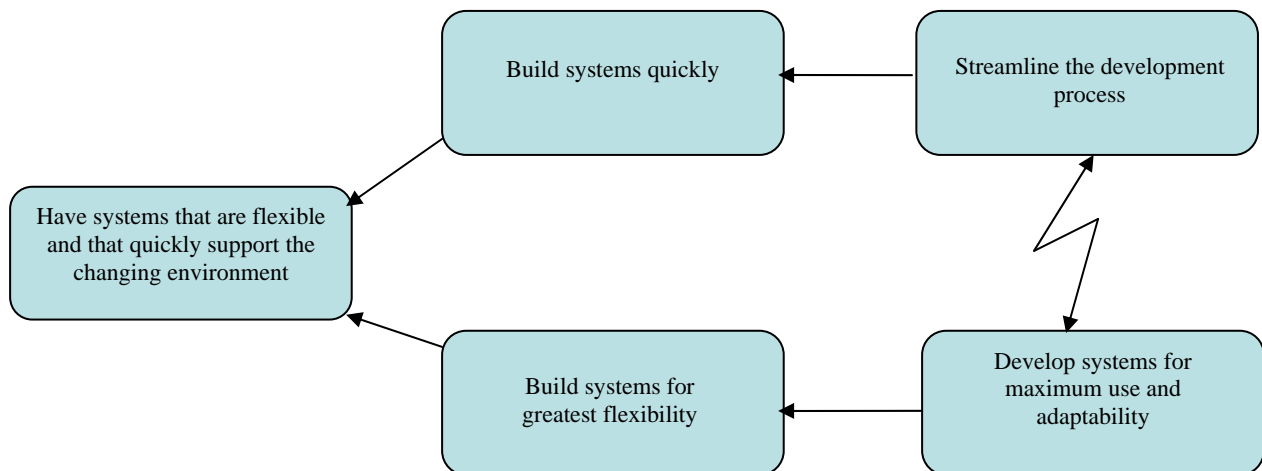 Build systems quickly
Streamline the development
process
Have systems that are flexible
and that quickly support the
changing environment
Build systems for
greatest flexibility
Develop systems for
maximum use and
adaptability